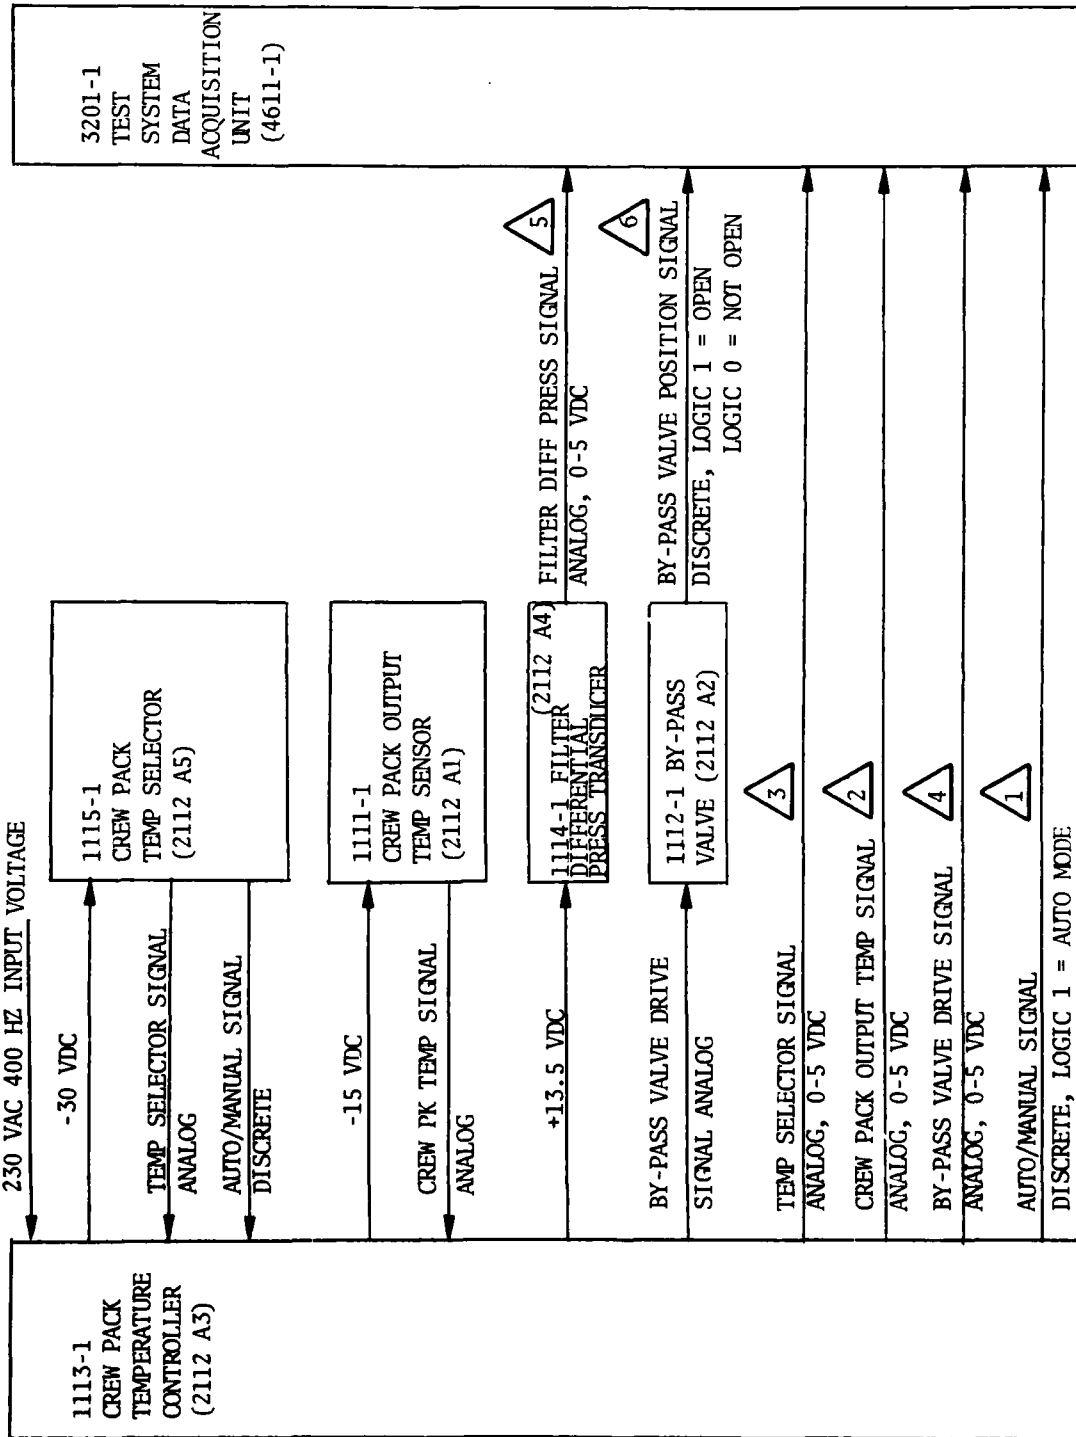 3201-1
TEST
SYSTEM
DATA
ACQUISITION
UNIT
(4611-1)
230 VAC 400 HZ INPUT VOLTAGE
-30 VDC
TEMP SELECTOR SIGNAL
ANALOG
AUTO/MANUAL SIGNAL
DISCRETE
1115-1
CREW PACK
TEMP SELECTOR
(2112 A5)
-15 VDC
CREW PK TEMP SIGNAL
ANALOG
1111-1
CREW PACK OUTPUT
TEMP SENSOR
(2112 A1)
+13.5 VDC
(2112 A4)
1114-1 FILTER
DIFFERENTIAL
PRESS TRANSDUCER
FILTER DIFF PRESS SIGNAL
ANALOG, 0-5 VDC
5
BY-PASS VALVE DRIVE
SIGNAL ANALOG
1112-1 BY-PASS
VALVE (2112 A2)
BY-PASS VALVE POSITION SIGNAL
DISCRETE, LOGIC 1 = OPEN
LOGIC 0 = NOT OPEN
6
TEMP SELECTOR SIGNAL
ANALOG, 0-5 VDC
3
CREW PACK OUTPUT TEMP SIGNAL
ANALOG, 0-5 VDC
2
BY-PASS VALVE DRIVE SIGNAL
ANALOG, 0-5 VDC
4
AUTO/MANUAL SIGNAL
DISCRETE, LOGIC 1 = AUTO MODE
1
1113-1
CREW PACK
TEMPERATURE
CONTROLLER
(2112 A3)